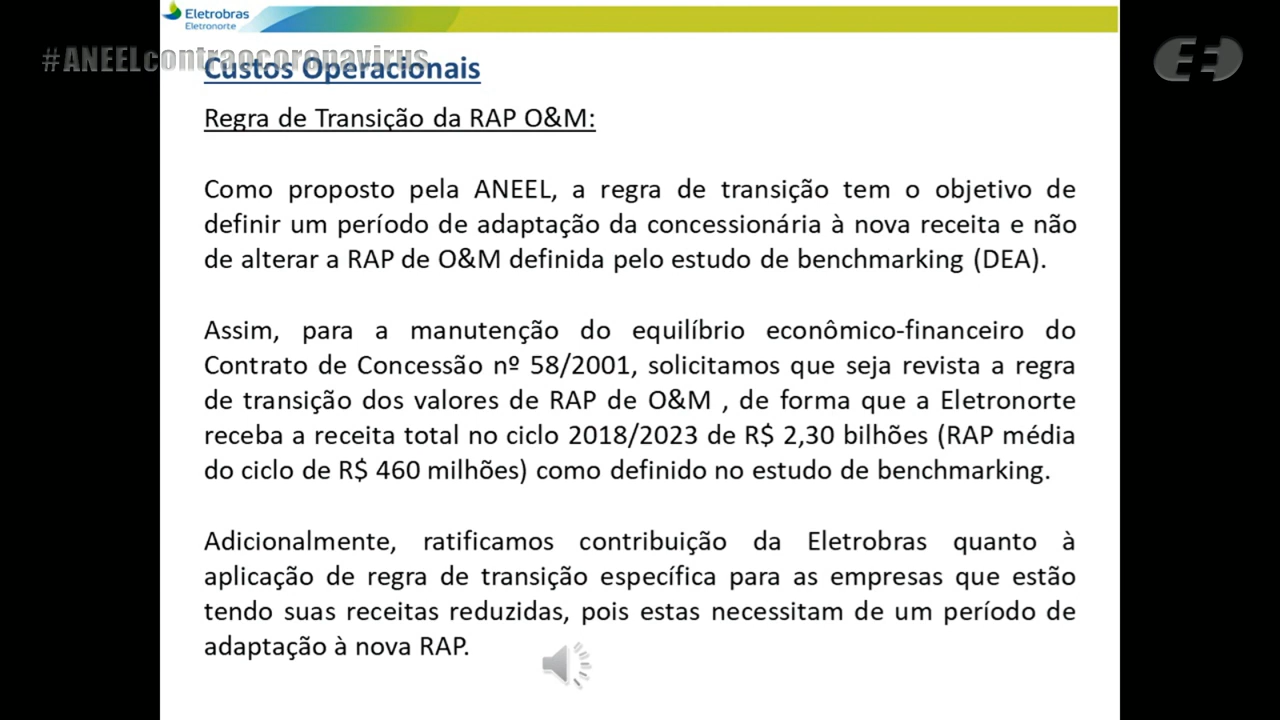 Eletrobras
Eletronorte
#ANEELcontraocoronavirus
Custos Operacionais
Regra de Transição da RAP O&M:
Como proposto pela ANEEL, a regra de transição tem o objetivo de
definir um período de adaptação da concessionária à nova receita e não
de alterar a RAP de O&M definida pelo estudo de benchmarking (DEA).
Assim, para a manutenção do equilíbrio econômico-financeiro do
Contrato de Concessão nº 58/2001, solicitamos que seja revista a regra
de transição dos valores de RAP de O&M , de forma que a Eletronorte
receba a receita total no ciclo 2018/2023 de R$ 2,30 bilhões (RAP média
do ciclo de R$ 460 milhões) como definido no estudo de benchmarking.
Adicionalmente, ratificamos contribuição da Eletrobras quanto à
aplicação de regra de transição específica para as empresas que estão
tendo suas receitas reduzidas, pois estas necessitam de um período de
adaptação à nova RAP.